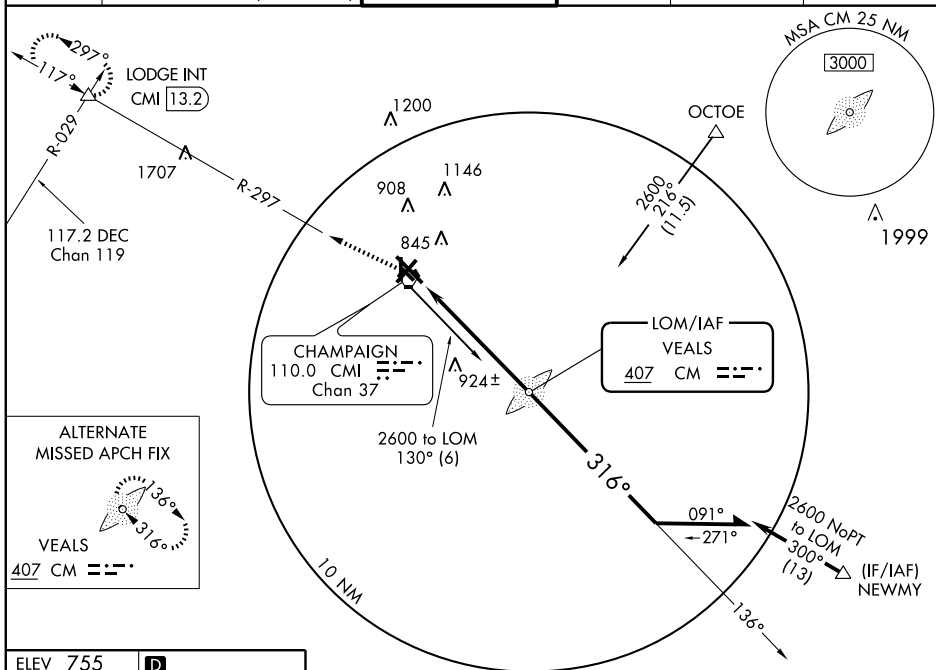 297°
117°
LODGE INT
CMI 13.2
R-029
1707
R-297
117.2 DEC
Chan 119
1200
1146
908
845
OCTOE
2600
216°
(11.5)
MSA CM 25 NM
3000
1999
CHAMPAIGN
110.0 CMI
Chan 37
924±
2600 to LOM
130° (6)
LOM/IAF
VEALS
407 CM
ALTERNATE
MISSED APCH FIX
136°
316°
VEALS
407 CM
316°
091°
271°
2600 NoPT
to LOM
300°
(13)
(IF/IAF)
NEWMY
136°
10 NM
ELEV 755
D